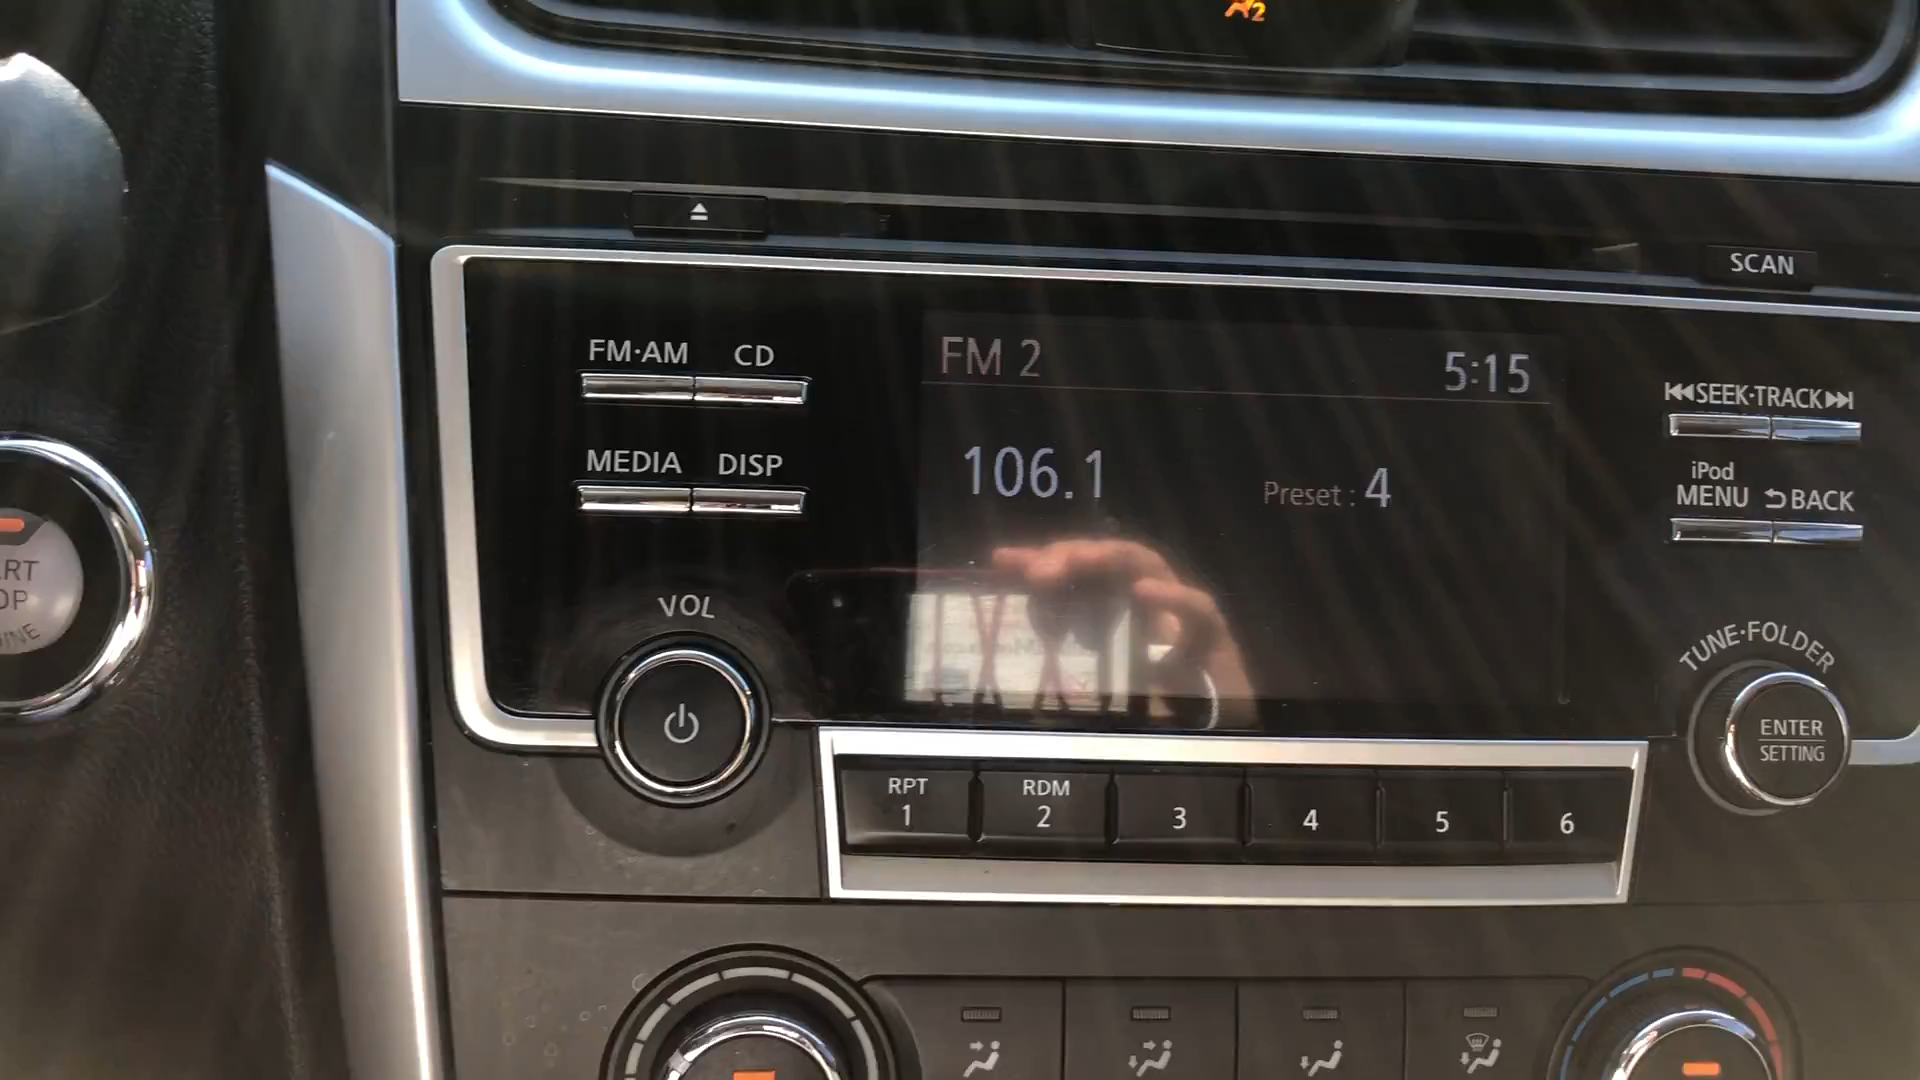 2
SCAN
FM·AM CD
FM 2 5:15
SEEK·TRACK
MEDIA DISP
106.1
Preset : 4
iPod
MENU BACK
VOL
TUNE·FOLDER
ENTER
SETTING
RPT
1
RDM
2
3
4
5
6